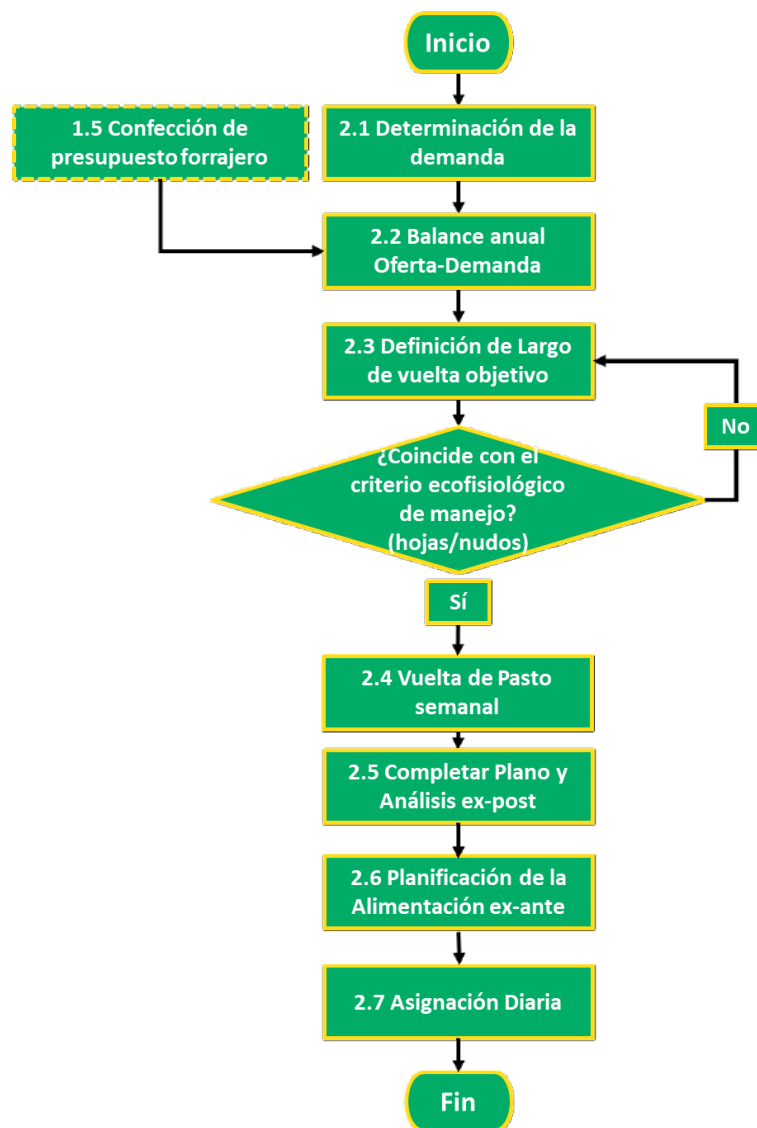 Inicio
1.5 Confección de
presupuesto forrajero
2.1 Determinación de la
demanda
2.2 Balance anual
Oferta-Demanda
2.3 Definición de Largo
de vuelta objetivo
No
¿Coincide con el
criterio ecofisiológico
de manejo?
(hojas/nudos)
Sí
2.4 Vuelta de Pasto
semanal
2.5 Completar Plano y
Análisis ex-post
2.6 Planificación de la
Alimentación ex-ante
2.7 Asignación Diaria
Fin